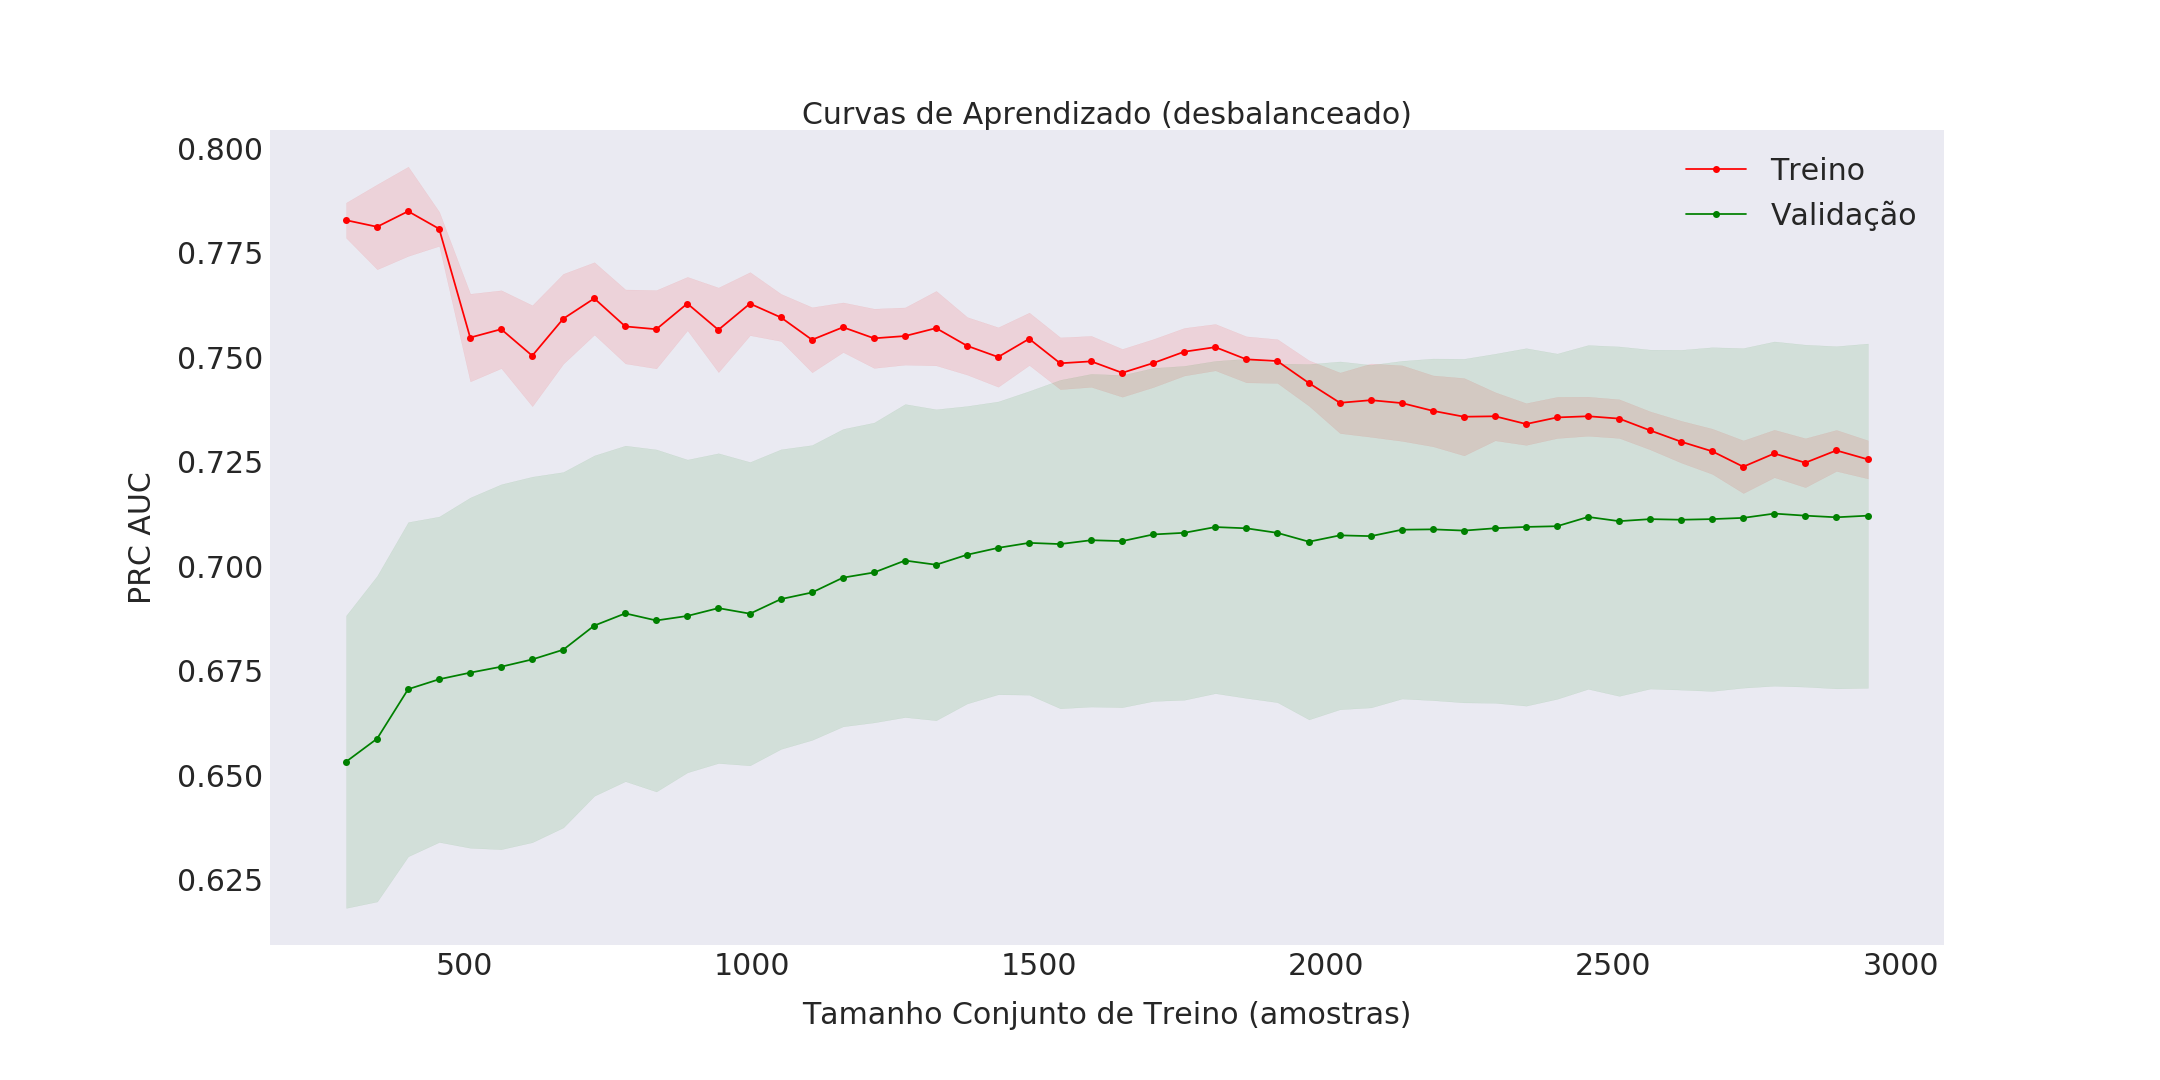 Curvas de Aprendizado (desbalanceado)
Treino
Validação
0.800
0.775
0.750
0.725
0.700
0.675
0.650
0.625
PRC AUC
500 1000 1500 2000 2500 3000
Tamanho Conjunto de Treino (amostras)